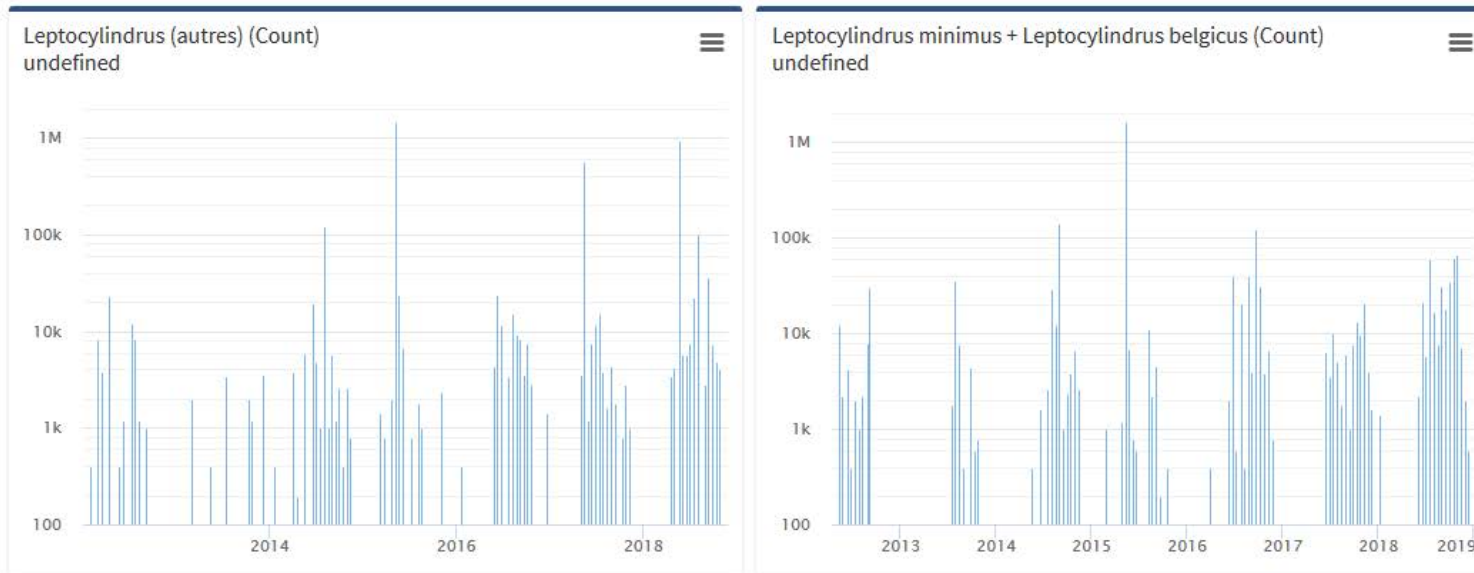 Leptocylindrus (autres) (Count)
undefined
1M
100k
10k
1k
100
2014 2016 2018
Leptocylindrus minimus + Leptocylindrus belgicus (Count)
undefined
1M
100k
10k
1k
100
2013 2014 2015 2016 2017 2018 2019